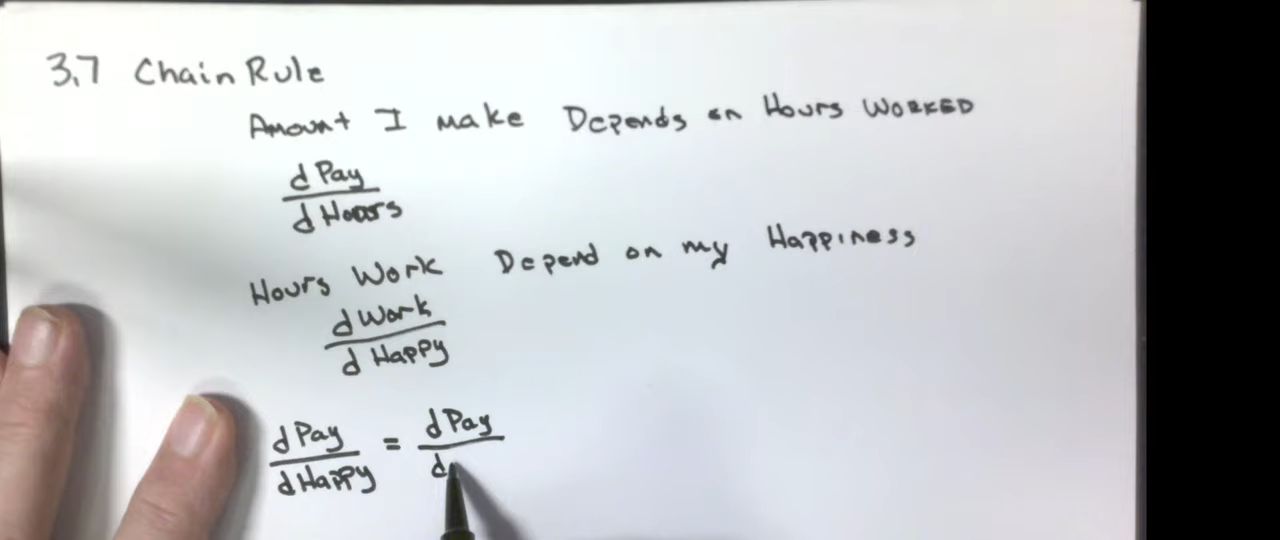 3.7 Chain Rule
Amount I make Depends on Hours WORKED
d Pay
d Hours
Hours Work Depend on my Happiness
d Work
d Happy
d Pay = d Pay
d Happy d